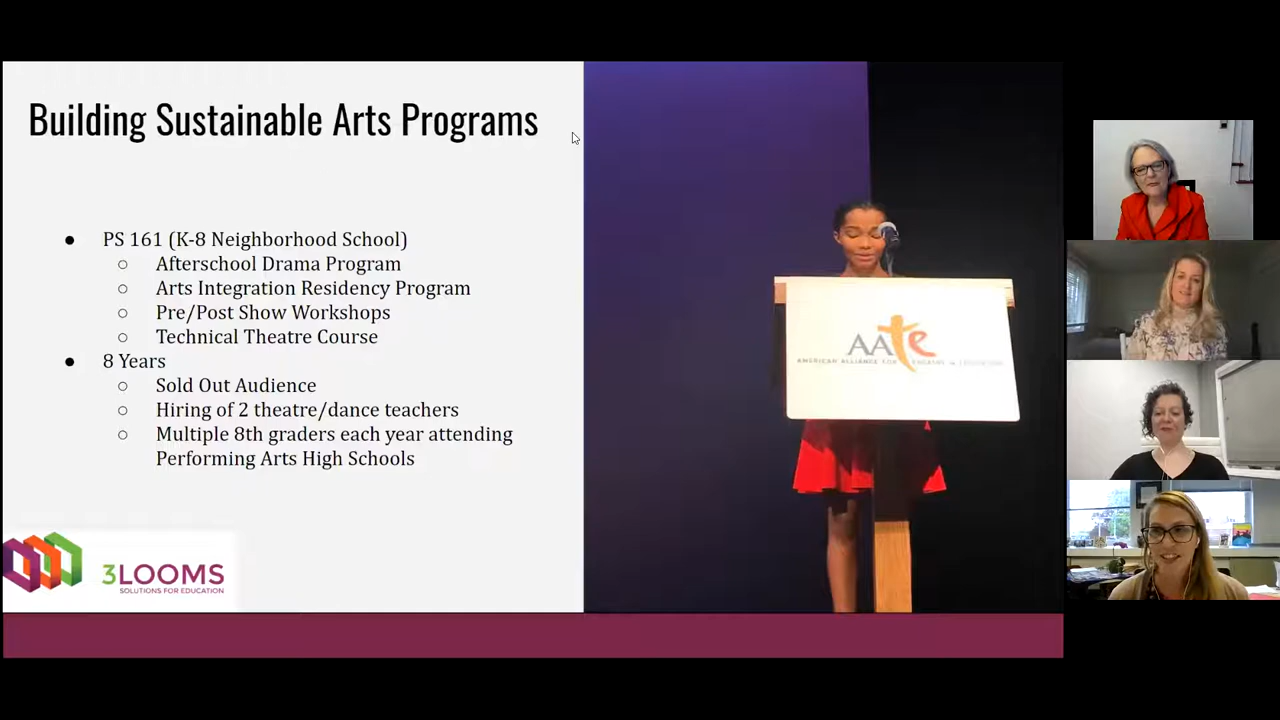 Building Sustainable Arts Programs
● PS 161 (K-8 Neighborhood School)
○ Afterschool Drama Program
○ Arts Integration Residency Program
○ Pre/Post Show Workshops
○ Technical Theatre Course
● 8 Years
○ Sold Out Audience
○ Hiring of 2 theatre/dance teachers
○ Multiple 8th graders each year attending
Performing Arts High Schools
3LOOMS
SOLUTIONS FOR EDUCATION
AATE
AMERICAN ALLIANCE FOR THEATRE & EDUCATION